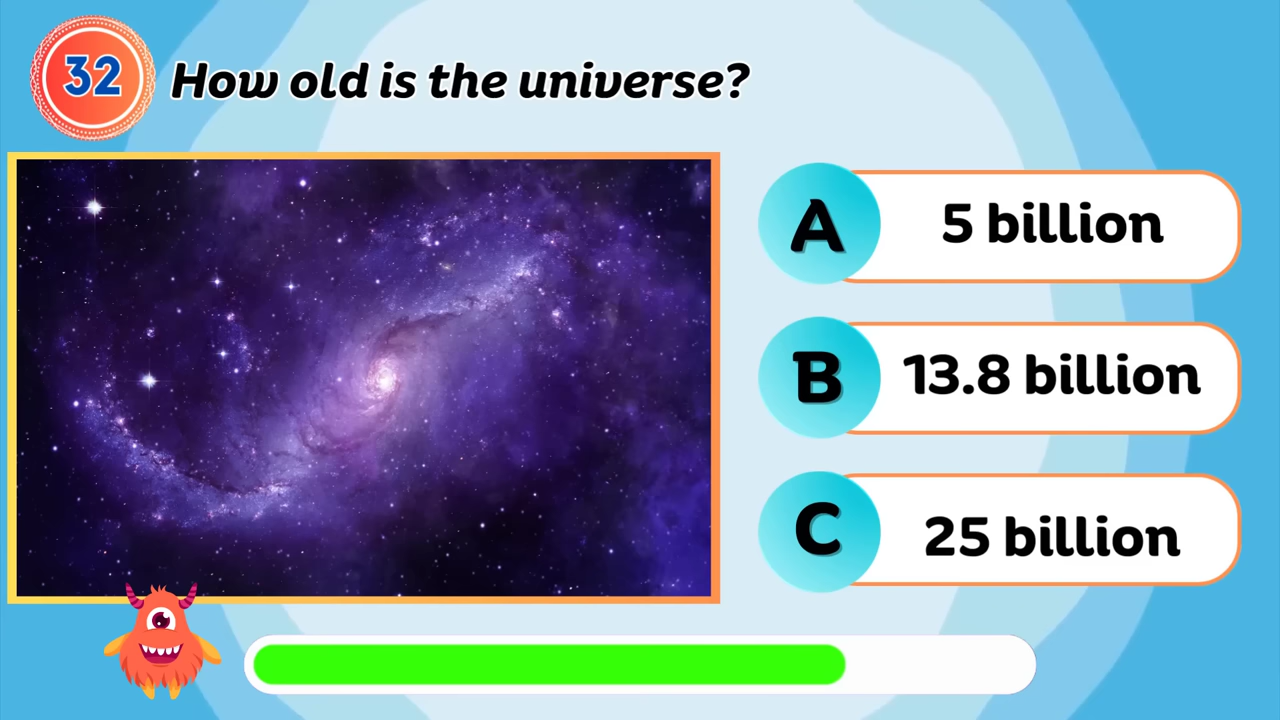 32
How old is the universe?
A
5 billion
B
13.8 billion
C
25 billion